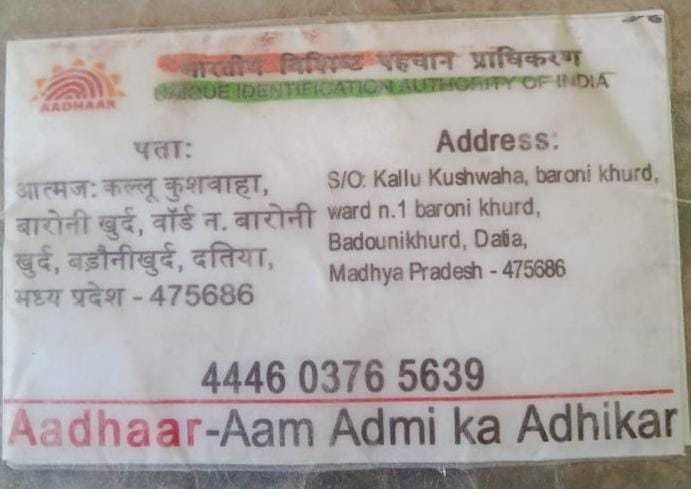 भारतीय विशिष्ट पहचान प्राधिकरण
UNIQUE IDENTIFICATION AUTHORITY OF INDIA
AADHAAR
पता:
आत्मज: कल्लू कुशवाहा,
बारोनी खुर्द, वॉर्ड न. बारोनी
खुर्द, बड़ौनीखुर्द, दतिया,
मध्य प्रदेश - 475686
Address:
S/O: Kallu Kushwaha, baroni khurd,
ward n.1 baroni khurd,
Badounikhurd, Datia,
Madhya Pradesh - 475686
4446 0376 5639
Aadhaar-Aam Admi ka Adhikar